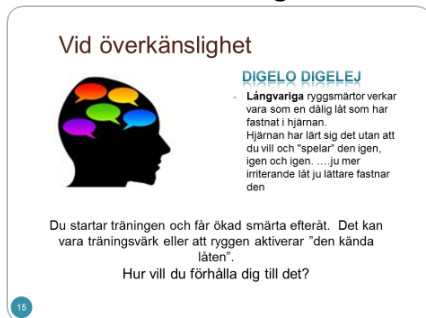 Vid överkänslighet
DIGELO DIGELEJ
- Långvariga ryggsmärtor verkar
vara som en dålig låt som har
fastnat i hjärnan.
Hjärnan har lärt sig det utan att
du vill och "spelar" den igen,
igen och igen. ….ju mer
irriterande låt ju lättare fastnar
den
Du startar träningen och får ökad smärta efteråt. Det kan
vara träningsvärk eller att ryggen aktiverar "den kända
låten".
Hur vill du förhålla dig till det?
15